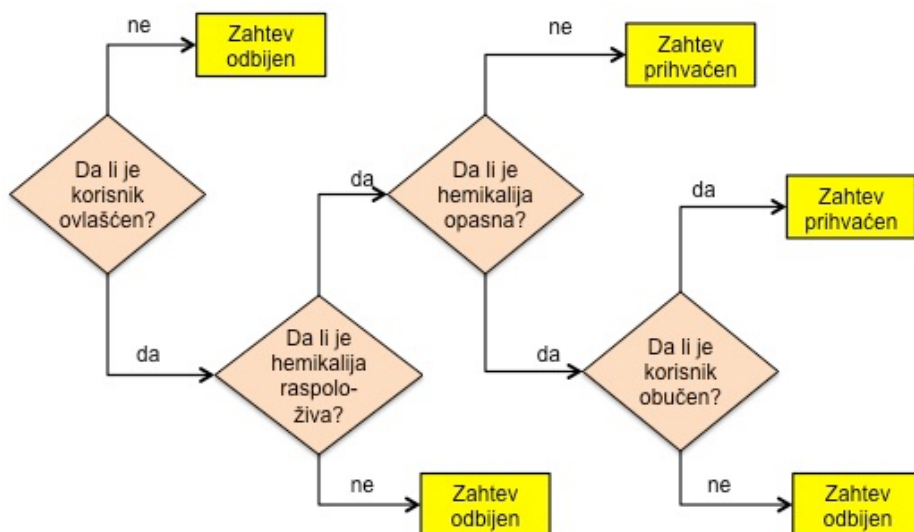 ne
Zahtev
odbijen
Da li je
korisnik
ovlašćen?
da
Da li je
hemikalija
raspolo-
živa?
ne
Zahtev
odbijen
da
Da li je
hemikalija
opasna?
ne
Zahtev
prihvaćen
da
Da li je
korisnik
obučen?
da
Zahtev
prihvaćen
ne
Zahtev
odbijen